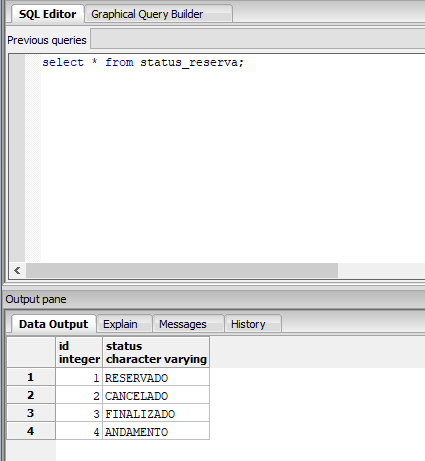 SQL Editor Graphical Query Builder
Previous queries
select * from status_reserva;
Output pane
Data Output Explain Messages History
id status
integer character varying
1 1 RESERVADO
2 2 CANCELADO
3 3 FINALIZADO
4 4 ANDAMENTO